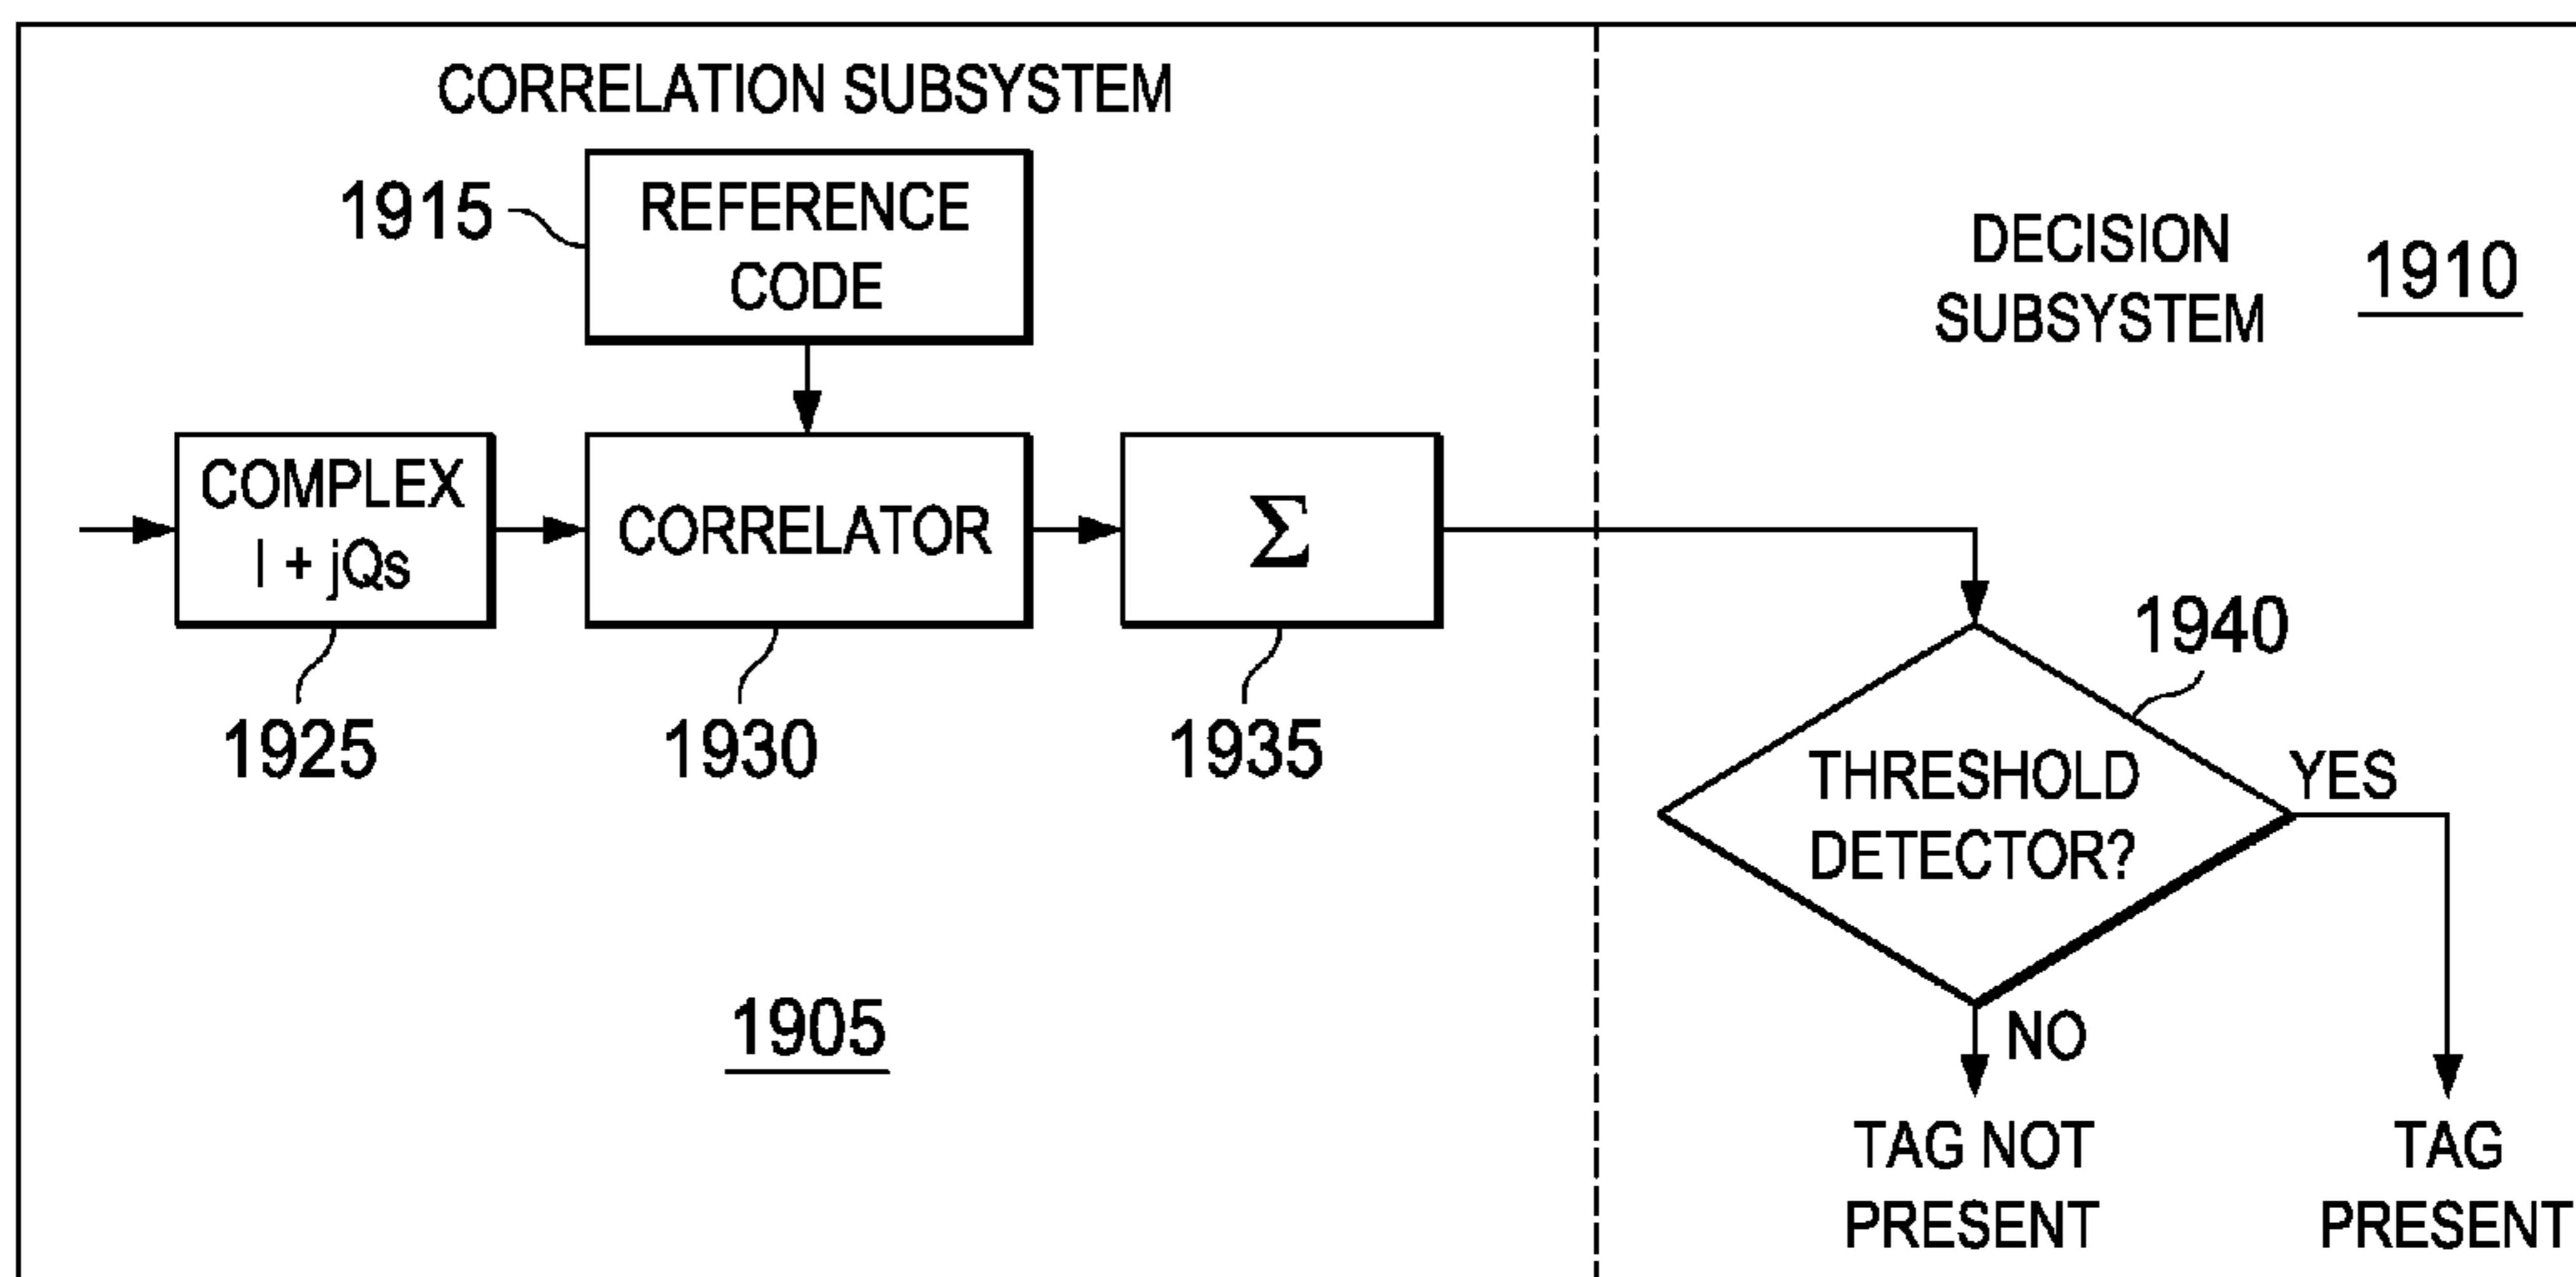 CORRELATION SUBSYSTEM
1915
REFERENCE
CODE
DECISION
SUBSYSTEM
1910
COMPLEX
I + jQs
CORRELATOR
Σ
1925
1930
1935
1940
THRESHOLD
DETECTOR?
YES
NO
1905
TAG NOT
PRESENT
TAG
PRESENT